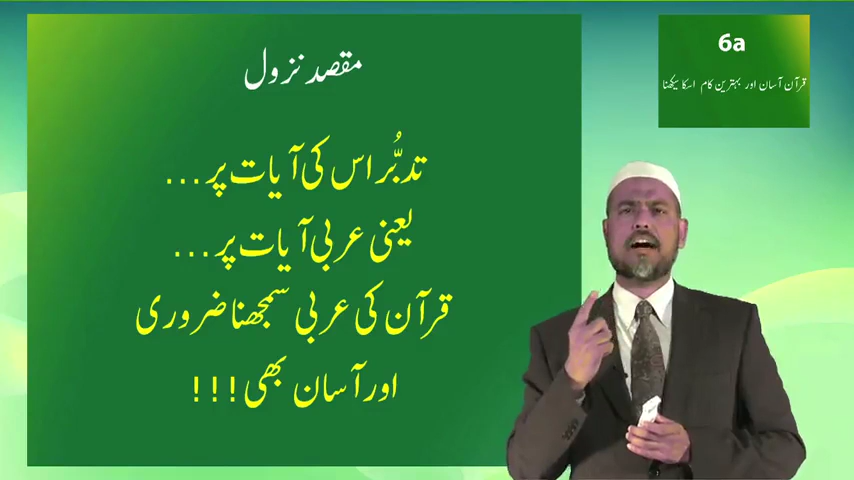 مقصد نزول
تدبُّر اس کی آیات پر...
یعنی عربی آیات پر...
قرآن کی عربی سمجھنا ضروری
اور آسان بھی!!!
6a
قرآن آسان اور بہترین کام اسکا سیکھنا